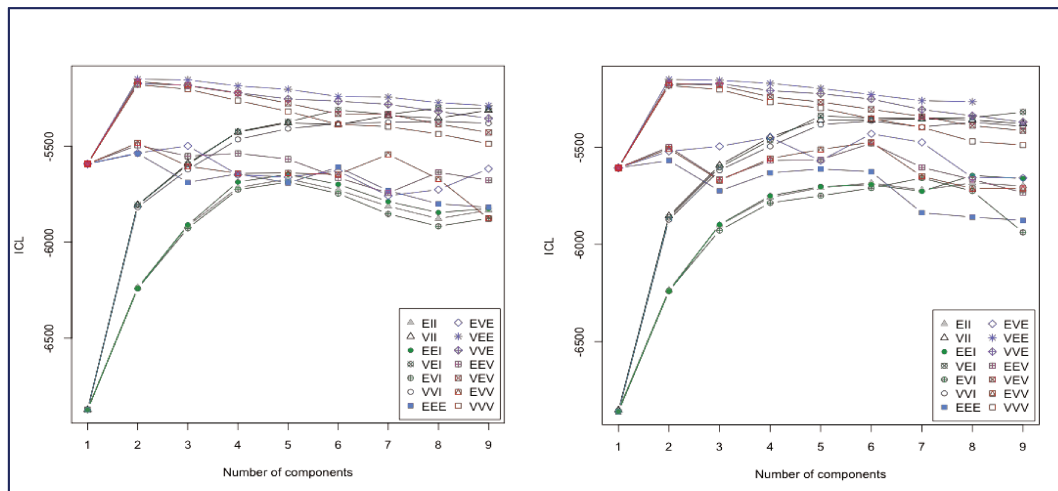 ICL
-5500
-6000
-6500
1 2 3 4 5 6 7 8 9
Number of components
EII EVE
VII VEE
EEI VVE
VEI EEV
EVI VEV
VVI EVV
EEE VVV
ICL
-5500
-6000
-6500
1 2 3 4 5 6 7 8 9
Number of components
EII EVE
VII VEE
EEI VVE
VEI EEV
EVI VEV
VVI EVV
EEE VVV